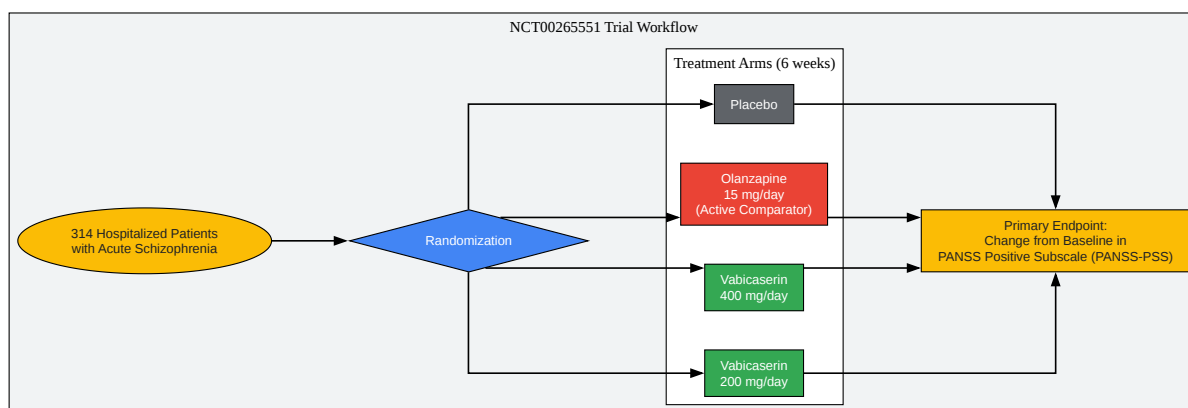 NCT00265551 Trial Workflow
Treatment Arms (6 weeks)
Placebo
Olanzapine
15 mg/day
(Active Comparator)
314 Hospitalized Patients
with Acute Schizophrenia
Randomization
Primary Endpoint:
Change from Baseline in
PANSS Positive Subscale (PANSS-PSS)
Vabicaserin
400 mg/day
Vabicaserin
200 mg/day